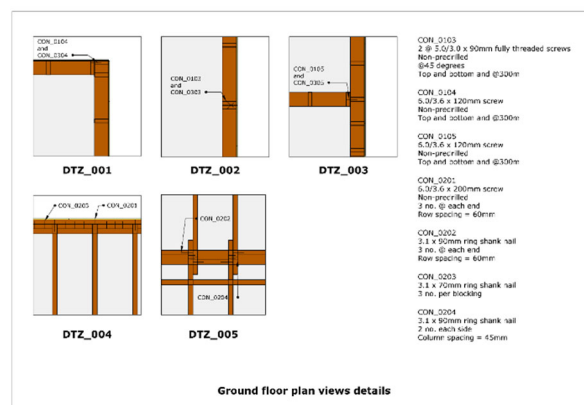 CON_0104
and
CON_0304
DTZ_001
CON_0103
and
CON_0303
DTZ_002
CON_0105
and
CON_0305
DTZ_003
CON_0205
CON_0201
DTZ_004
CON_0202
CON_0204
DTZ_005
CON_0103
2 @ 5.0/3.0 x 90mm fully threaded screws
Non-predrilled
@45 degrees
Top and bottom and @300m
CON_0104
6.0/3.6 x 120mm screw
Non-predrilled
Top and bottom and @300m
CON_0105
6.0/3.6 x 120mm screw
Non-predrilled
Top and bottom and @300m
CON_0201
6.0/3.6 x 200mm screw
Non-predrilled
3 no. @ each end
Row spacing = 60mm
CON_0202
3.1 x 90mm ring shank nail
3 no. @ each end
Row spacing = 60mm
CON_0203
3.1 x 70mm ring shank nail
3 no. per blocking
CON_0204
3.1 x 90mm ring shank nail
2 no. each side
Column spacing = 45mm
Ground floor plan views details